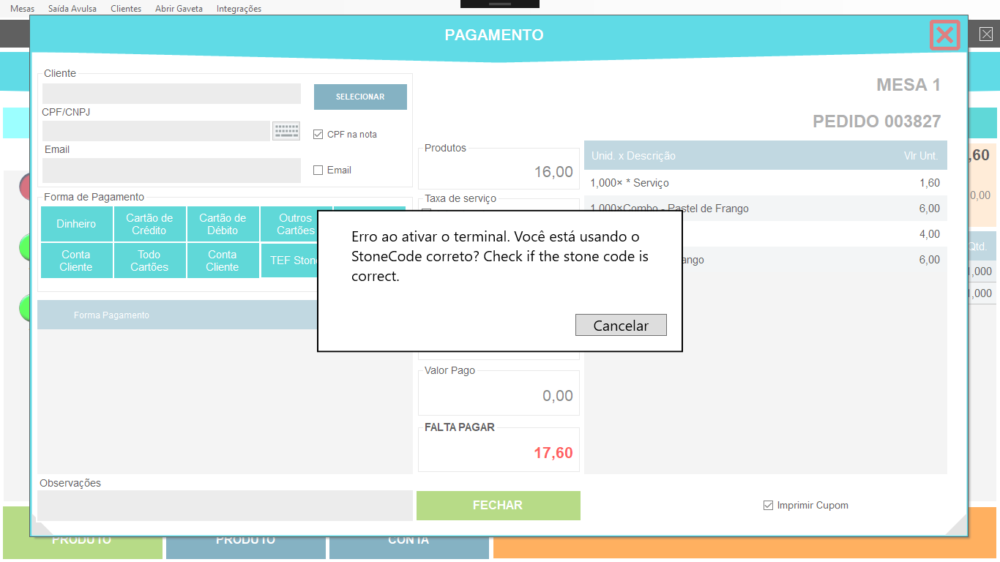 Mesas Saída Avulsa Clientes Abrir Gaveta Integrações
PAGAMENTO
Cliente
SELECIONAR
CPF/CNPJ
CPF na nota
Email
Email
Forma de Pagamento
Dinheiro
Cartão de
Crédito
Cartão de
Débito
Outros
Cartões
Conta
Cliente
Todo
Cartões
Conta
Cliente
TEF Ston
Forma Pagamento
Observações
Produtos
16,00
Taxa de serviço
Erro ao ativar o terminal. Você está usando o
StoneCode correto? Check if the stone code is
correct.
Cancelar
Valor Pago
0,00
FALTA PAGAR
17,60
FECHAR
MESA 1
PEDIDO 003827
Unid. x Descrição Vlr Unt.
1,000× * Serviço 1,60
1,000×Combo - Pastel de Frango 6,00
4,00
ango 6,00
Imprimir Cupom
,60
0,00
Qtd.
1,000
1,000
PRODUTO PRODUTO CONTA